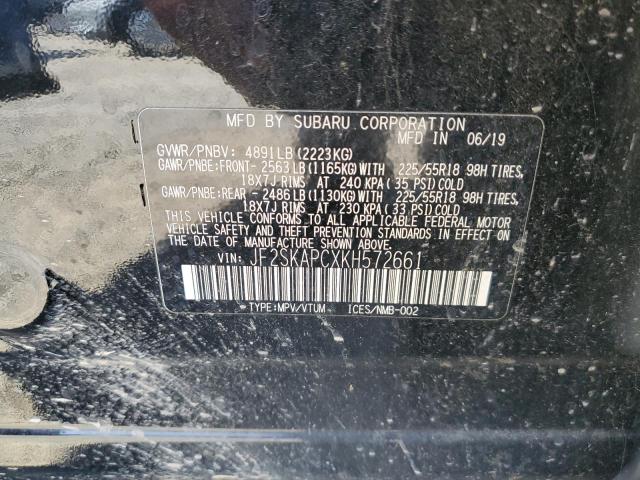 MFD BY SUBARU CORPORATION
GVWR/PNBV: 4891LB(2223KG) MFD IN 06/19
GAWR/PNBE:FRONT-2563LB(1165KG)WITH 225/55R18 98H TIRES,
18X7J RIMS AT 240 KPA(35 PSI)COLD
GAWR/PNBE:REAR -2486LB(1130KG)WITH 225/55R18 98H TIRES,
18X7J RIMS AT 230 KPA(33 PSI)COLD
THIS VEHICLE CONFORMS TO ALL APPLICABLE FEDERAL MOTOR
VEHICLE SAFETY AND THEFT PREVENTION STANDARDS IN EFFECT
ON THE DATE OF MANUFACTURE SHOWN ABOVE.
VIN: JF2SKAPCXKH572661
TYPE:MPV/VTUM ICES/NMB-002